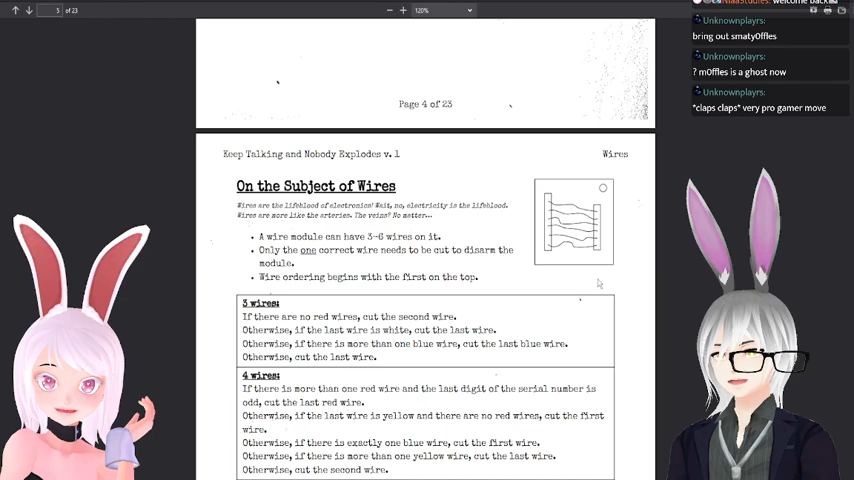 5 of 23
120%
welcome back
Unknownplayrs:
bring out smaty0ffles
Unknownplayrs:
? m0ffles is a ghost now
Unknownplayrs:
*claps claps* very pro gamer move
Page 4 of 23
Keep Talking and Nobody Explodes v. 1
Wires
On the Subject of Wires
Wires are the lifeblood of electronics! Wait, no, electricity is the lifeblood.
Wires are more like the arteries. The veins? No matter...
• A wire module can have 3-6 wires on it.
• Only the one correct wire needs to be cut to disarm the
module.
• Wire ordering begins with the first on the top.
3 wires:
If there are no red wires, cut the second wire.
Otherwise, if the last wire is white, cut the last wire.
Otherwise, if there is more than one blue wire, cut the last blue wire.
Otherwise, cut the last wire.
4 wires:
If there is more than one red wire and the last digit of the serial number is
odd, cut the last red wire.
Otherwise, if the last wire is yellow and there are no red wires, cut the first
wire.
Otherwise, if there is exactly one blue wire, cut the first wire.
Otherwise, if there is more than one yellow wire, cut the last wire.
Otherwise, cut the second wire.